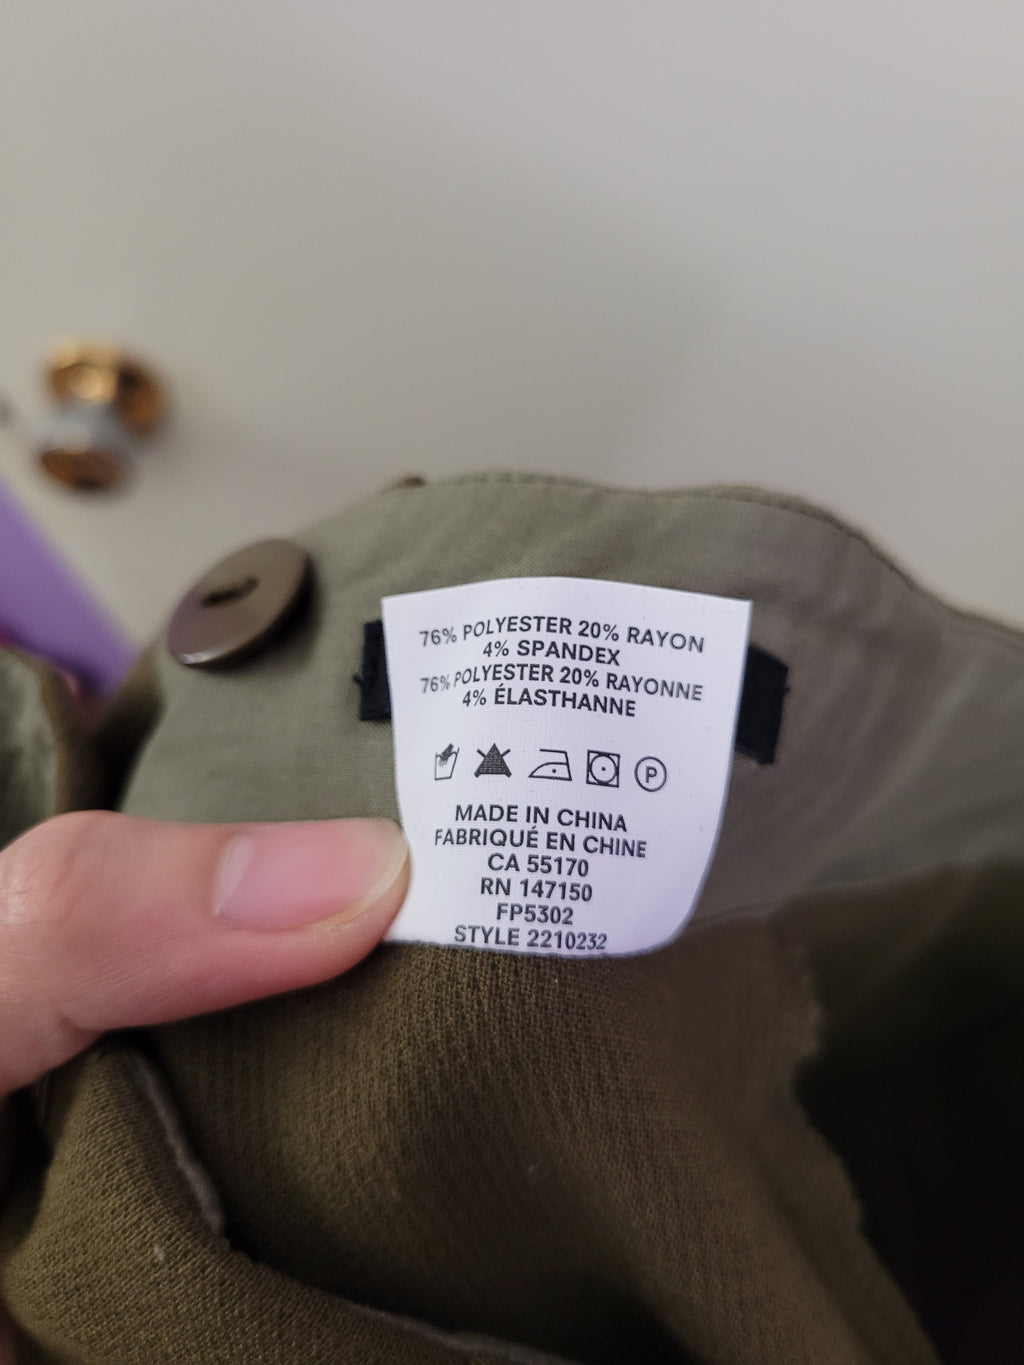 76% POLYESTER 20% RAYON
4% SPANDEX
76% POLYESTER 20% RAYONNE
4% ÉLASTHANNE
P
MADE IN CHINA
FABRIQUÉ EN CHINE
CA 55170
RN 147150
FP5302
STYLE 2210232